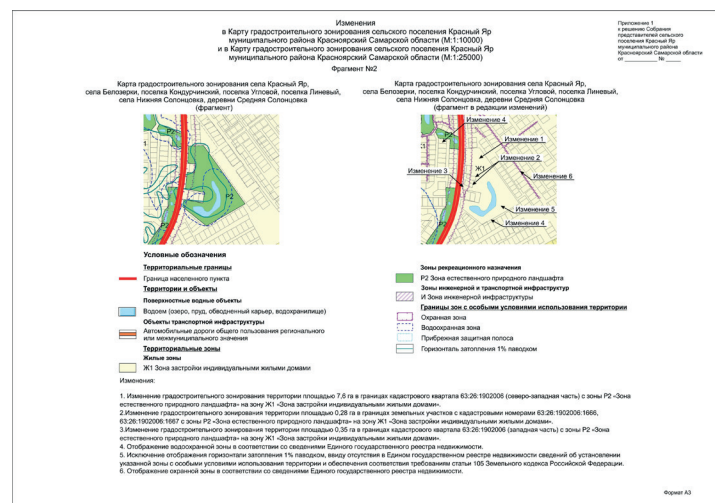 Изменения
в Карту градостроительного зонирования сельского поселения Красный Яр
муниципального района Красноярский Самарской области (М:1:10000)
и в Карту градостроительного зонирования сельского поселения Красный Яр
муниципального района Красноярский Самарской области (М:1:25000)
Фрагмент №2
Приложение 1
к решению Собрания
представителей сельского
поселения Красный Яр
муниципального района
Красноярский Самарской области
от ___________ № _____
Карта градостроительного зонирования села Красный Яр,
села Белозерки, поселка Кондурчинский, поселка Угловой, поселка Линевый,
села Нижняя Солонцовка, деревни Средняя Солонцовка
(фрагмент)
Р2
Р2
Р2
Карта градостроительного зонирования села Красный Яр,
села Белозерки, поселка Кондурчинский, поселка Угловой, поселка Линевый,
села Нижняя Солонцовка, деревни Средняя Солонцовка
(фрагмент в редакции изменений)
Изменение 4
Р2
Изменение 1
Изменение 2
Ж1
Изменение 3
Изменение 6
Изменение 5
Р2
Изменение 4
Условные обозначения
Территориальные границы
Граница населенного пункта
Территории и объекты
Поверхностные водные объекты
Водоем (озеро, пруд, обводненный карьер, водохранилище)
Объекты транспортной инфраструктуры
Автомобильные дороги общего пользования регионального
или межмуниципального значения
Территориальные зоны
Жилые зоны
Ж1 Зона застройки индивидуальными жилыми домами
Зоны рекреационного назначения
Р2 Зона естественного природного ландшафта
Зоны инженерной и транспортной инфраструктур
И Зона инженерной инфраструктуры
Границы зон с особыми условиями использования территории
Охранная зона
Водоохранная зона
Прибрежная защитная полоса
Горизонталь затопления 1% паводком
Изменения:
1. Изменение градостроительного зонирования территории площадью 7,6 га в границах кадастрового квартала 63:26:1902006 (северо-западная часть) с зоны Р2 «Зона
естественного природного ландшафта» на зону Ж1 «Зона застройки индивидуальными жилыми домами».
2.Изменение градостроительного зонирования территории площадью 0,28 га в границах земельных участков с кадастровыми номерами 63:26:1902006:1666,
63:26:1902006:1667 с зоны Р2 «Зона естественного природного ландшафта» на зону Ж1 «Зона застройки индивидуальными жилыми домами».
3.Изменение градостроительного зонирования территории площадью 0,35 га в границах кадастрового квартала 63:26:1902006 (западная часть) с зоны Р2 «Зона
естественного природного ландшафта» на зону Ж1 «Зона застройки индивидуальными жилыми домами».
4. Отображение водоохранной зоны в соответствии со сведениями Единого государственного реестра недвижимости.
5. Исключение отображения горизонтали затопления 1% паводком, ввиду отсутствия в Едином государственном реестре недвижимости сведений об установлении
указанной зоны с особыми условиями использования территории и обеспечения соответствия требованиям статьи 105 Земельного кодекса Российской Федерации.
6. Отображение охранной зоны в соответствии со сведениями Единого государственного реестра недвижимости.
Формат А3